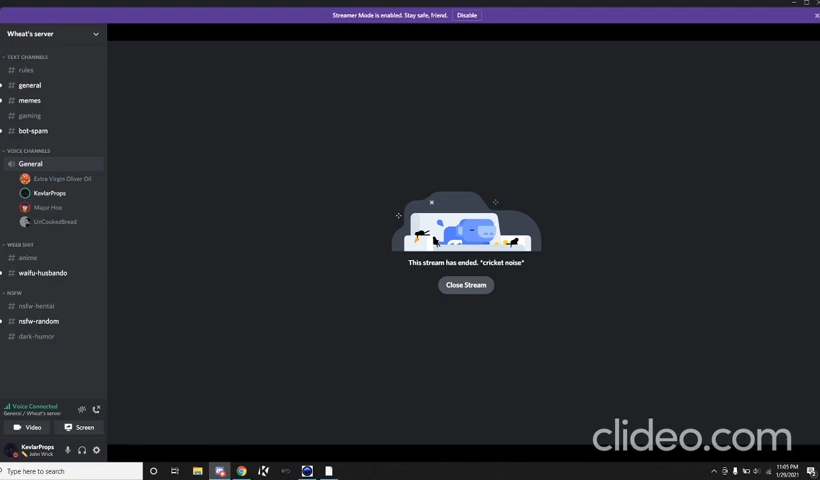 Streamer Mode is enabled. Stay safe, friend. Disable
Wheat's server
TEXT CHANNELS
# rules
# general
# memes
# gaming
# bot-spam
VOICE CHANNELS
General
Extra Virgin Oliver Oil
KevlarProps
Major Hoe
UnCookedBread
WEEB SHIT
# anime
# waifu-husbando
NSFW
# nsfw-hentai
# nsfw-random
# dark-humor
This stream has ended. *cricket noise*
Close Stream
Voice Connected
General / Wheat's server
Video
Screen
KevlarProps
John Wick
clideo.com
Type here to search
11:05 PM
1/29/2021